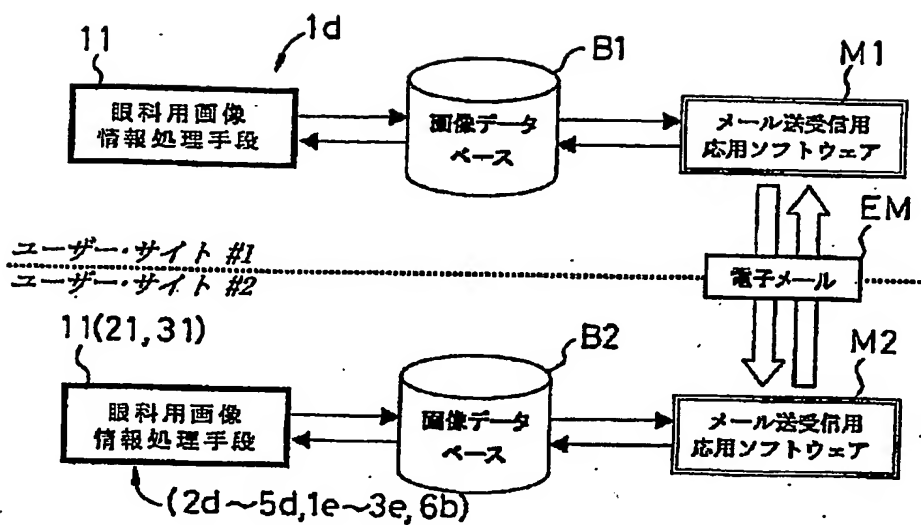 11
1d
B1
M1
眼科用画像
情報処理手段
画像データ
ベース
メール送受信用
応用ソフトウェア
EM
ユーザー・サイト #1
電子メール
ユーザー・サイト #2
11(21,31)
B2
M2
眼科用画像
情報処理手段
画像データ
ベース
メール送受信用
応用ソフトウェア
(2d～5d,1e～3e,6b)